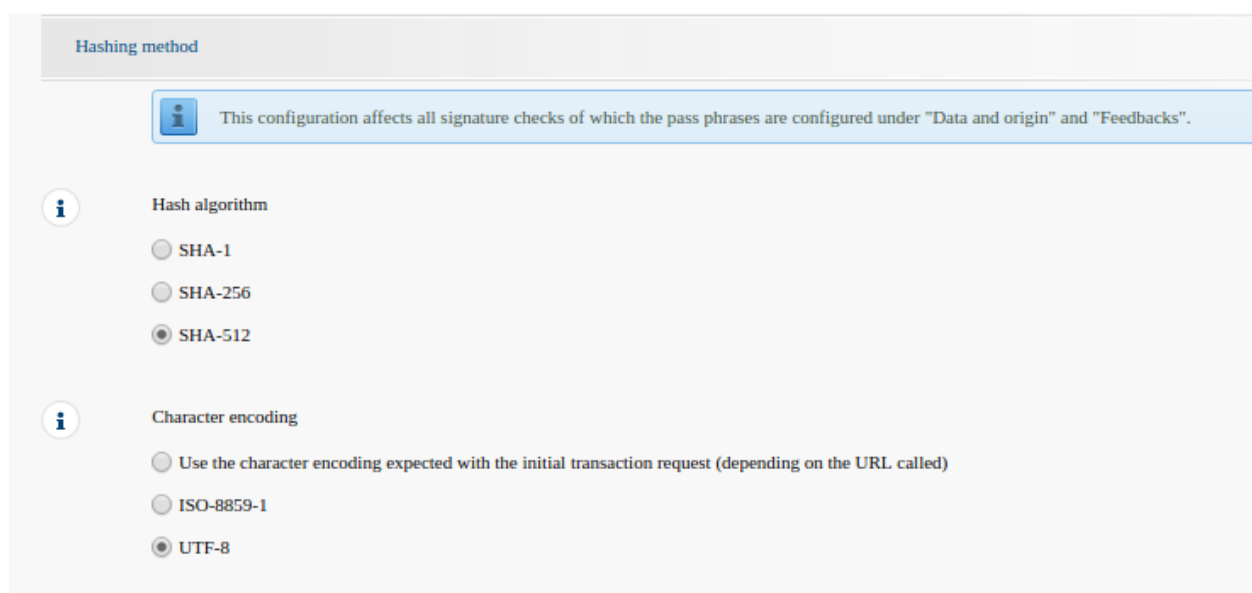 Hashing method
This configuration affects all signature checks of which the pass phrases are configured under "Data and origin" and "Feedbacks".
Hash algorithm
SHA-1
SHA-256
SHA-512
Character encoding
Use the character encoding expected with the initial transaction request (depending on the URL called)
ISO-8859-1
UTF-8